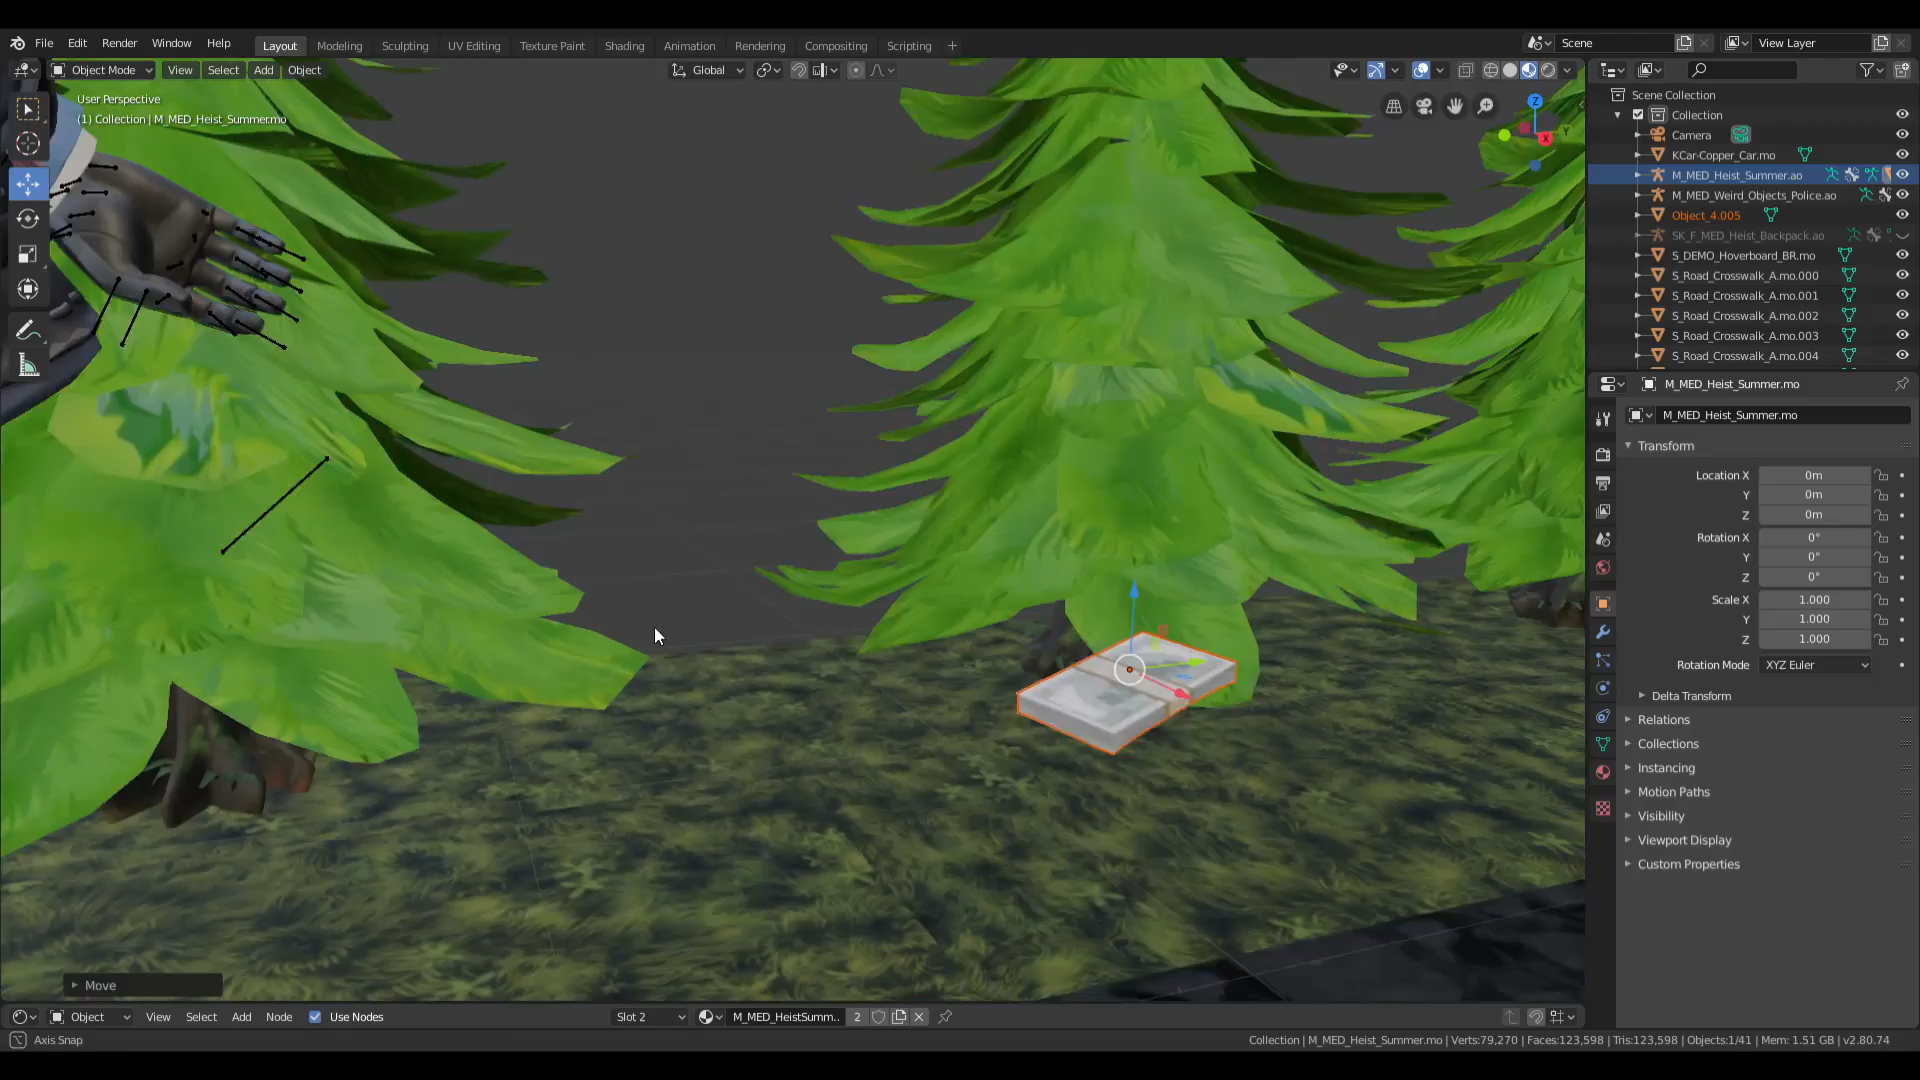 File Edit Render Window Help
Layout Modeling Sculpting UV Editing Texture Paint Shading Animation Rendering Compositing Scripting +
Scene
View Layer
Object Mode View Select Add Object
Global
User Perspective
(1) Collection | M_MED_Heist_Summer.mo
Z
Y
X
Scene Collection
Collection
Camera
KCar-Copper_Car.mo
M_MED_Heist_Summer.ao
M_MED_Weird_Objects_Police.ao
Object_4.005
SK_F_MED_Heist_Backpack.ao
S_DEMO_Hoverboard_BR.mo
S_Road_Crosswalk_A.mo.000
S_Road_Crosswalk_A.mo.001
S_Road_Crosswalk_A.mo.002
S_Road_Crosswalk_A.mo.003
S_Road_Crosswalk_A.mo.004
M_MED_Heist_Summer.mo
M_MED_Heist_Summer.mo
Transform
Location X 0m
Y 0m
Z 0m
Rotation X 0°
Y 0°
Z 0°
Scale X 1.000
Y 1.000
Z 1.000
Rotation Mode XYZ Euler
Delta Transform
Relations
Collections
Instancing
Motion Paths
Visibility
Viewport Display
Custom Properties
Move
Object View Select Add Node Use Nodes Slot 2 M_MED_HeistSumm.. 2
Axis Snap
Collection | M_MED_Heist_Summer.mo | Verts:79,270 | Faces:123,598 | Tris:123,598 | Objects:1/41 | Mem: 1.51 GB | v2.80.74